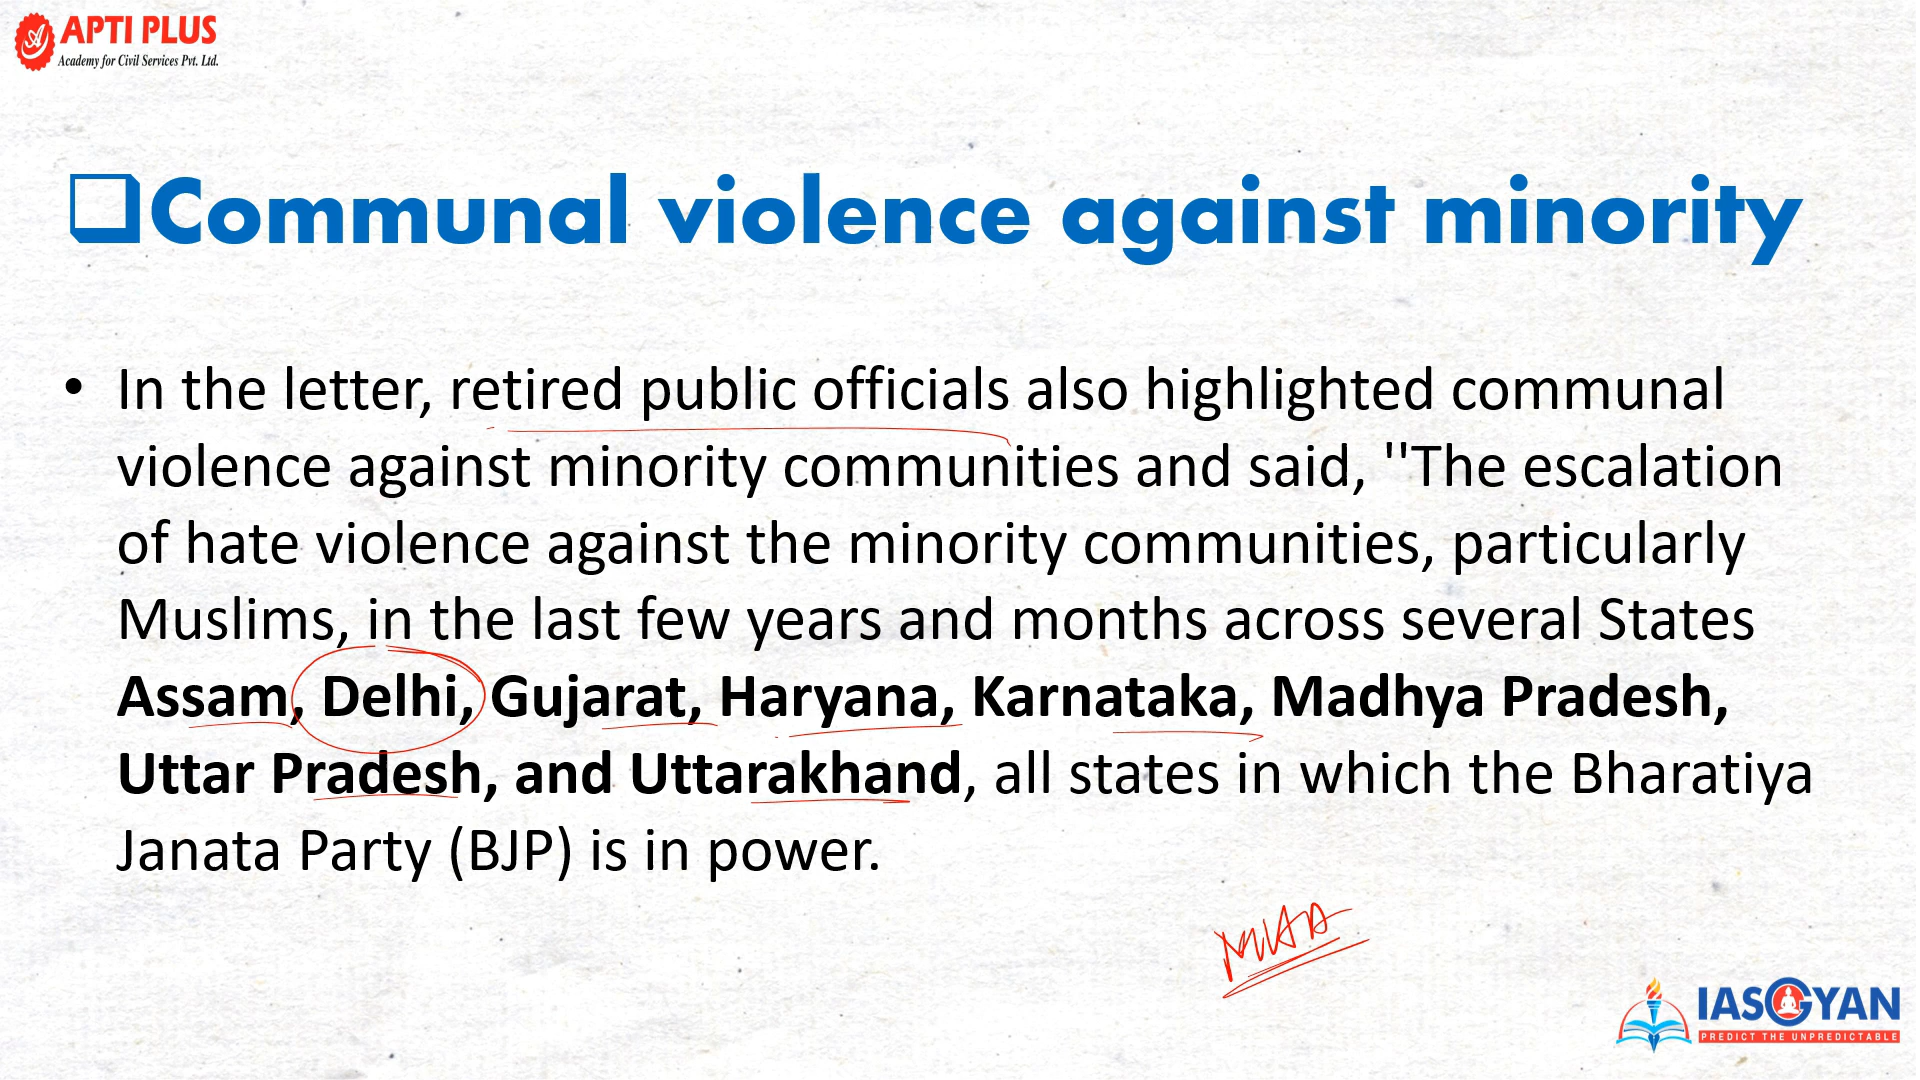 APTI PLUS
Academy for Civil Services Pvt. Ltd.
Communal violence against minority
• In the letter, retired public officials also highlighted communal
violence against minority communities and said, "The escalation
of hate violence against the minority communities, particularly
Muslims, in the last few years and months across several States
Assam, Delhi, Gujarat, Haryana, Karnataka, Madhya Pradesh,
Uttar Pradesh, and Uttarakhand, all states in which the Bharatiya
Janata Party (BJP) is in power.
IASGYAN
PREDICT THE UNPREDICTABLE